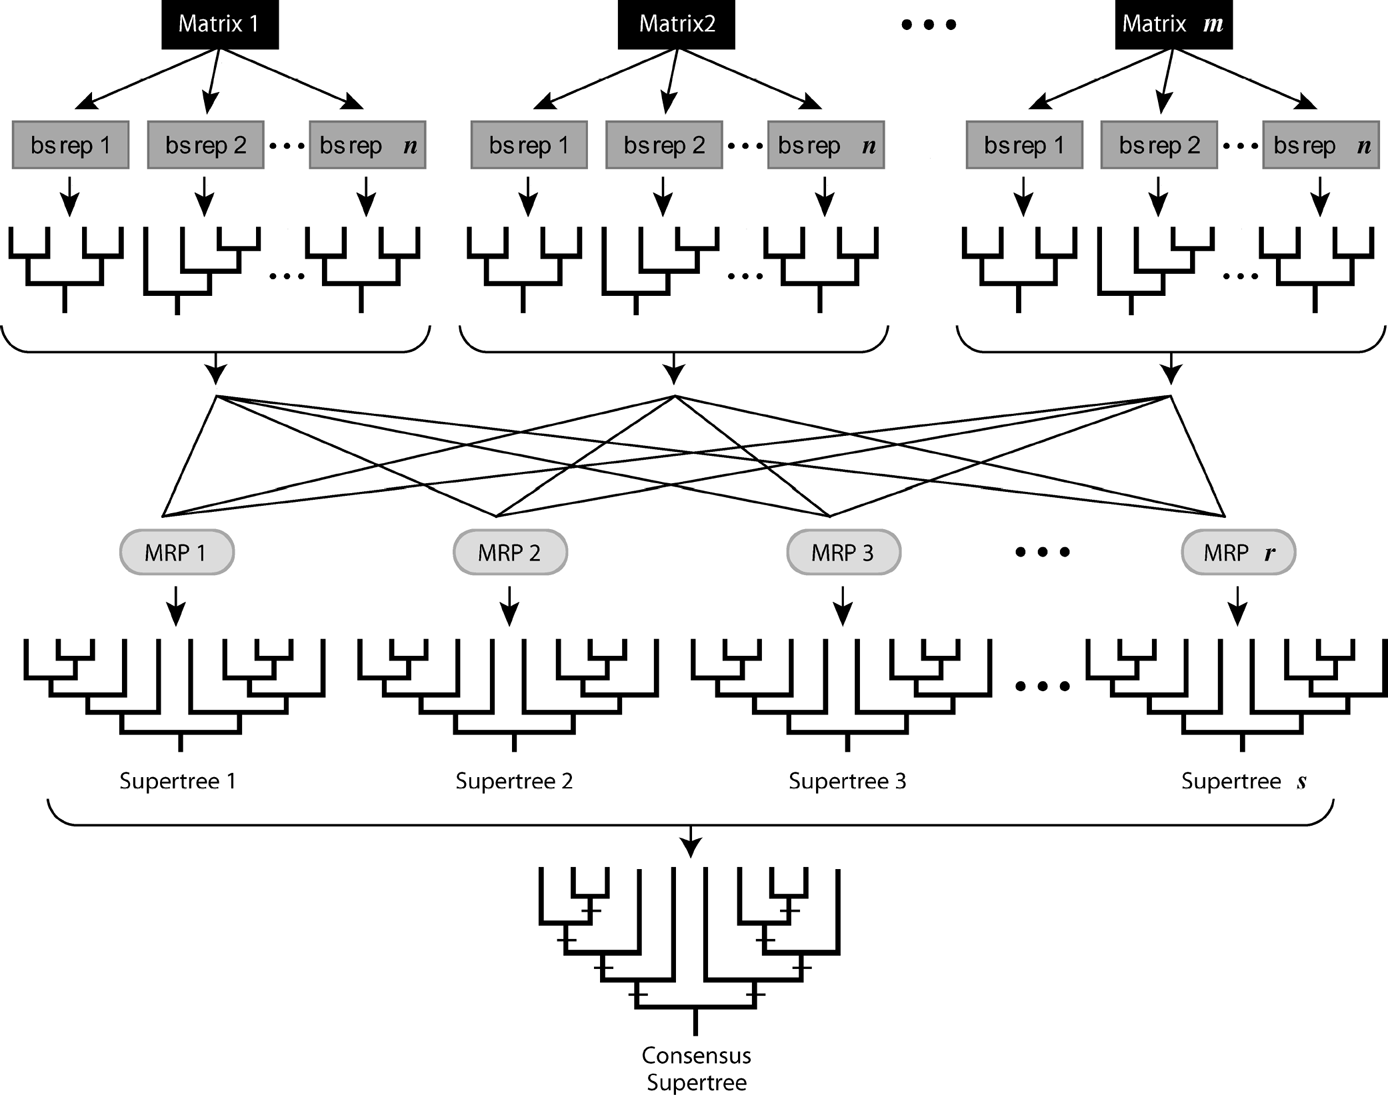 Matrix 1
Matrix2
• • •
Matrix m
bs rep 1
bs rep 2
•••
bs rep n
bs rep 1
bs rep 2
•••
bs rep n
bs rep 1
bs rep 2
•••
bs rep n
•••
•••
•••
MRP 1
MRP 2
MRP 3
• • •
MRP r
• • •
Supertree 1
Supertree 2
Supertree 3
Supertree s
Consensus
Supertree